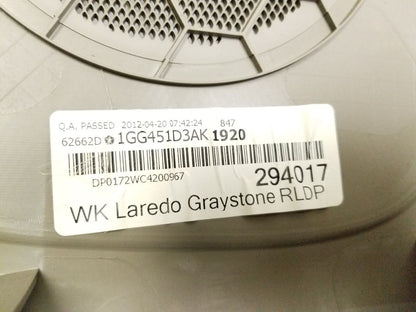 Q.A. PASSED 2012-04-20 07:42:24 847
62662D 1GG451D3AK 1920
DP0172WC4200967
294017
WK Laredo Graystone RLDP